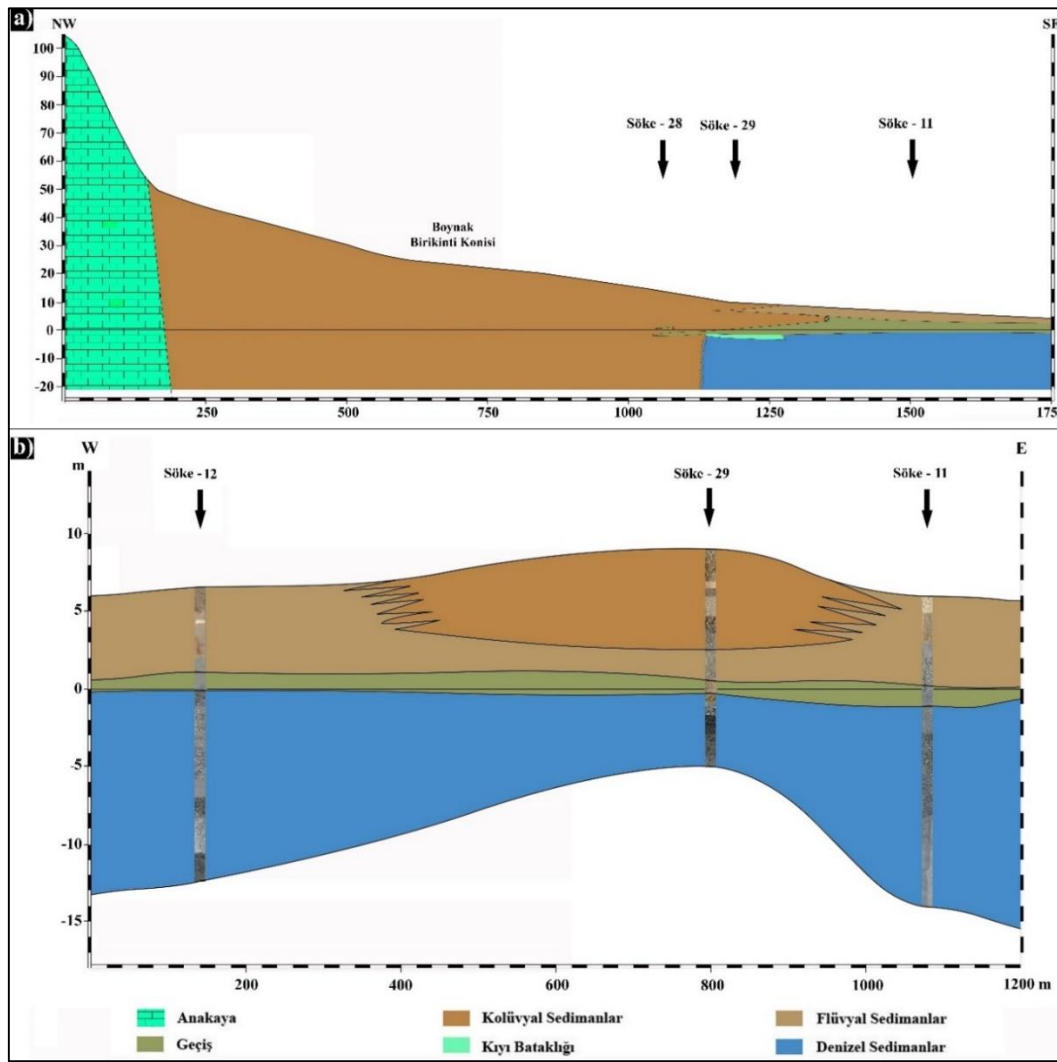 a)
NW
SE
100
90
80
70
60
50
40
30
20
10
0
-10
-20
Söke - 28
Söke - 29
Söke - 11
Boynak
Birikinti Konisi
250
500
750
1000
1250
1500
175
b)
W
E
m
Söke - 12
Söke - 29
Söke - 11
10
5
0
-5
-10
-15
200
400
600
800
1000
1200 m
Anakaya
Kolüvyal Sedimanlar
Flüvyal Sedimanlar
Geçiş
Kıyı Bataklığı
Denizel Sedimanlar